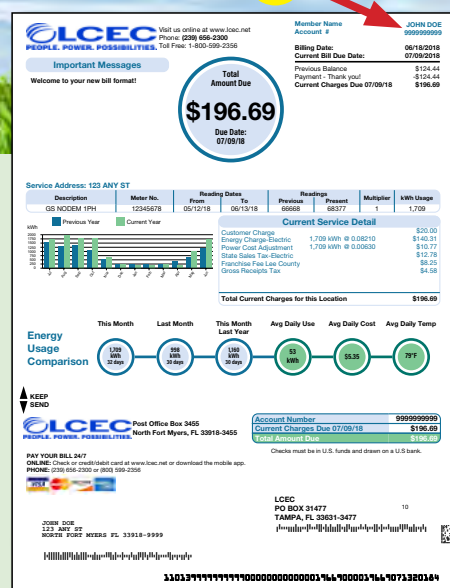 LCEC
PEOPLE. POWER. POSSIBILITIES.
Visit us online at www.lcec.net
Phone: (239) 656-2300
Toll Free: 1-800-599-2356
Member Name JOHN DOE
Account # 9999999999
Billing Date: 06/18/2018
Current Bill Due Date: 07/09/2018
Previous Balance $124.44
Payment - Thank you! -$124.44
Current Charges Due 07/09/18 $196.69
Important Messages
Welcome to your new bill format!
Total
Amount Due
$196.69
Due Date:
07/09/18
Service Address: 123 ANY ST
Description Meter No. Reading Dates Readings Multiplier kWh Usage
From To Previous Present
GS NODEM 1PH 12345678 05/12/18 06/13/18 66668 68377 1 1,709
Previous Year Current Year
kWh
Current Service Detail
Customer Charge $20.00
Energy Charge-Electric 1,709 kWh @ 0.08210 $140.31
Power Cost Adjustment 1,709 kWh @ 0.00630 $10.77
State Sales Tax-Electric $12.78
Franchise Fee Lee County $8.25
Gross Receipts Tax $4.58
Total Current Charges for this Location $196.69
Energy
Usage
Comparison
This Month Last Month This Month Last Year Avg Daily Use Avg Daily Cost Avg Daily Temp
1,709 kWh 32 days
998 kWh 30 days
1,160 kWh 30 days
53 kWh
$5.35
79°F
KEEP
SEND
LCEC
PEOPLE. POWER. POSSIBILITIES.
Post Office Box 3455
North Fort Myers, FL 33918-3455
Account Number 9999999999
Current Charges Due 07/09/18 $196.69
Total Amount Due $196.69
Checks must be in U.S. funds and drawn on a U.S. bank.
PAY YOUR BILL 24/7
ONLINE: Check or credit/debit card at www.lcec.net or download the mobile app.
PHONE: (239) 656-2300 or (800) 599-2356
VISA
LCEC
PO BOX 31477
TAMPA, FL 33631-3477
10
JOHN DOE
123 ANY ST
NORTH FORT MYERS FL 33918-9999